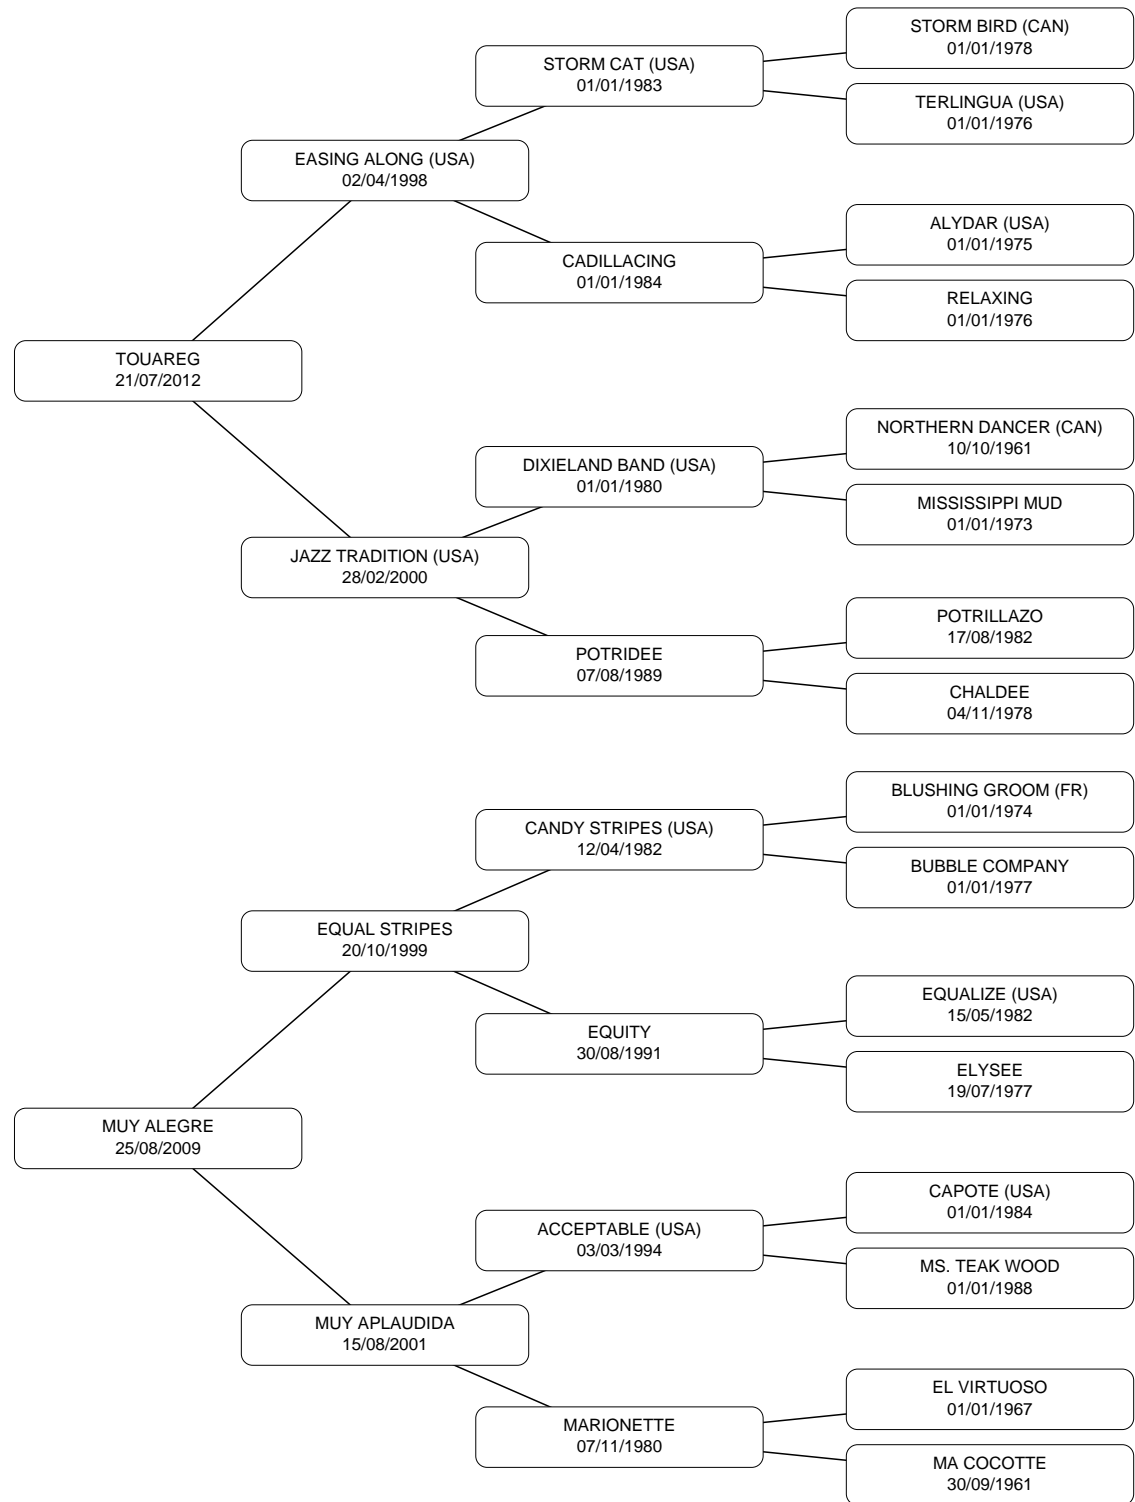 STORM BIRD (CAN)
01/01/1978
STORM CAT (USA)
01/01/1983
TERLINGUA (USA)
01/01/1976
EASING ALONG (USA)
02/04/1998
ALYDAR (USA)
01/01/1975
CADILLACING
01/01/1984
RELAXING
01/01/1976
TOUAREG
21/07/2012
NORTHERN DANCER (CAN)
10/10/1961
DIXIELAND BAND (USA)
01/01/1980
MISSISSIPPI MUD
01/01/1973
JAZZ TRADITION (USA)
28/02/2000
POTRILLAZO
17/08/1982
POTRIDEE
07/08/1989
CHALDEE
04/11/1978
BLUSHING GROOM (FR)
01/01/1974
CANDY STRIPES (USA)
12/04/1982
BUBBLE COMPANY
01/01/1977
EQUAL STRIPES
20/10/1999
EQUALIZE (USA)
15/05/1982
EQUITY
30/08/1991
ELYSEE
19/07/1977
MUY ALEGRE
25/08/2009
CAPOTE (USA)
01/01/1984
ACCEPTABLE (USA)
03/03/1994
MS. TEAK WOOD
01/01/1988
MUY APLAUDIDA
15/08/2001
EL VIRTUOSO
01/01/1967
MARIONETTE
07/11/1980
MA COCOTTE
30/09/1961